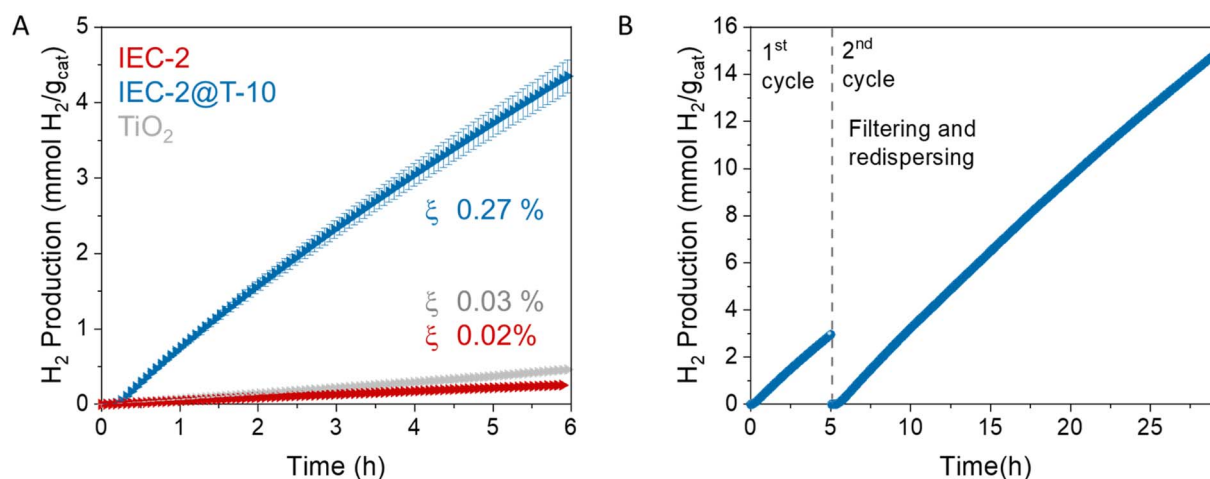 A
H₂ Production (mmol H₂/g_cat)
5
4
3
2
1
0
IEC-2
IEC-2@T-10
TiO₂
ξ 0.27 %
ξ 0.03 %
ξ 0.02%
0 1 2 3 4 5 6
Time (h)
B
H₂ Production (mmol H₂/g_cat)
16
14
12
10
8
6
4
2
0
1st
cycle
2nd
cycle
Filtering and
redispersing
0 5 10 15 20 25
Time(h)